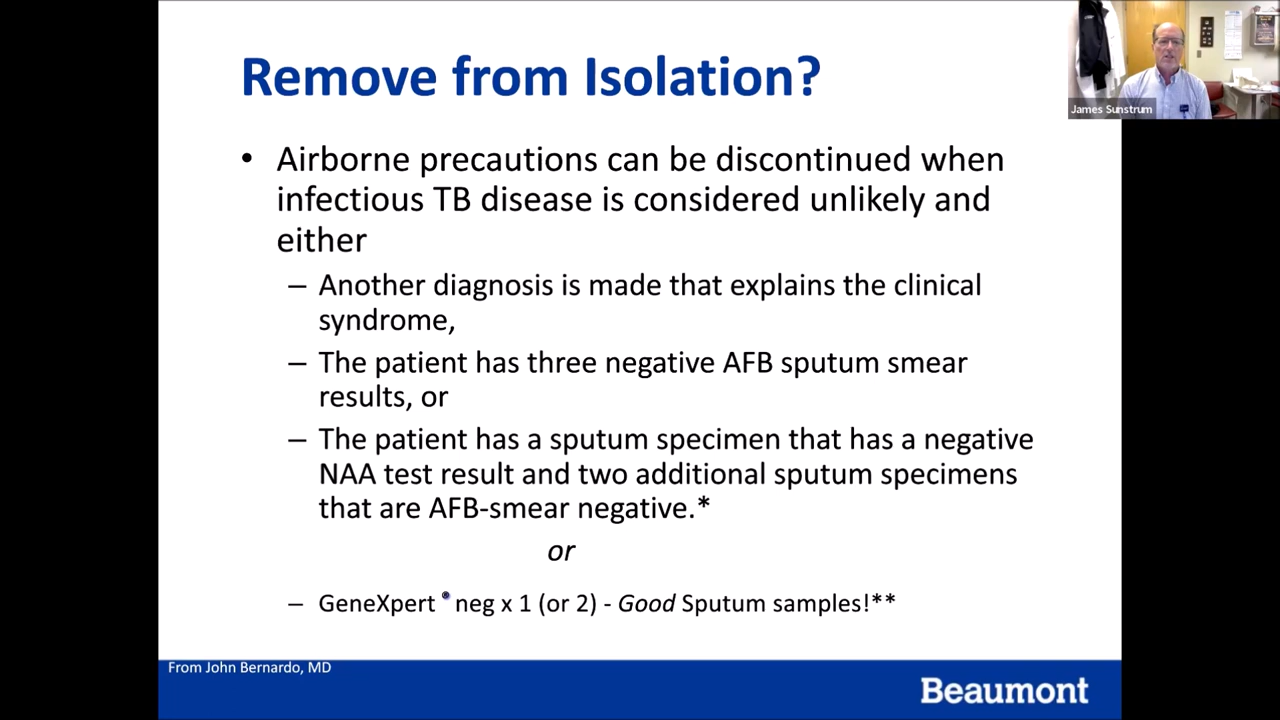 Remove from Isolation?
James Sunstrum
• Airborne precautions can be discontinued when
infectious TB disease is considered unlikely and
either
– Another diagnosis is made that explains the clinical
syndrome,
– The patient has three negative AFB sputum smear
results, or
– The patient has a sputum specimen that has a negative
NAA test result and two additional sputum specimens
that are AFB-smear negative.*
or
– GeneXpert ® neg x 1 (or 2) - Good Sputum samples!**
From John Bernardo, MD
Beaumont